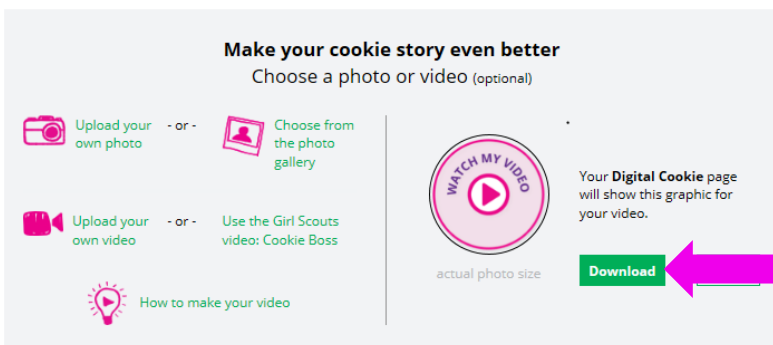 Make your cookie story even better
Choose a photo or video (optional)
Upload your
own photo
- or -
Choose from
the photo
gallery
Upload your
own video
- or -
Use the Girl Scouts
video: Cookie Boss
How to make your video
WATCH MY VIDEO
actual photo size
Your Digital Cookie page
will show this graphic for
your video.
Download